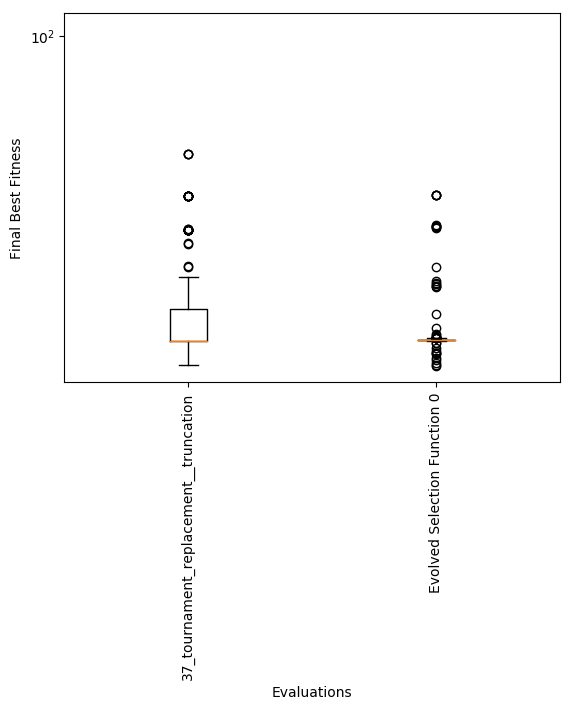 10²
Final Best Fitness
37_tournament_replacement__truncation
Evolved Selection Function 0
Evaluations